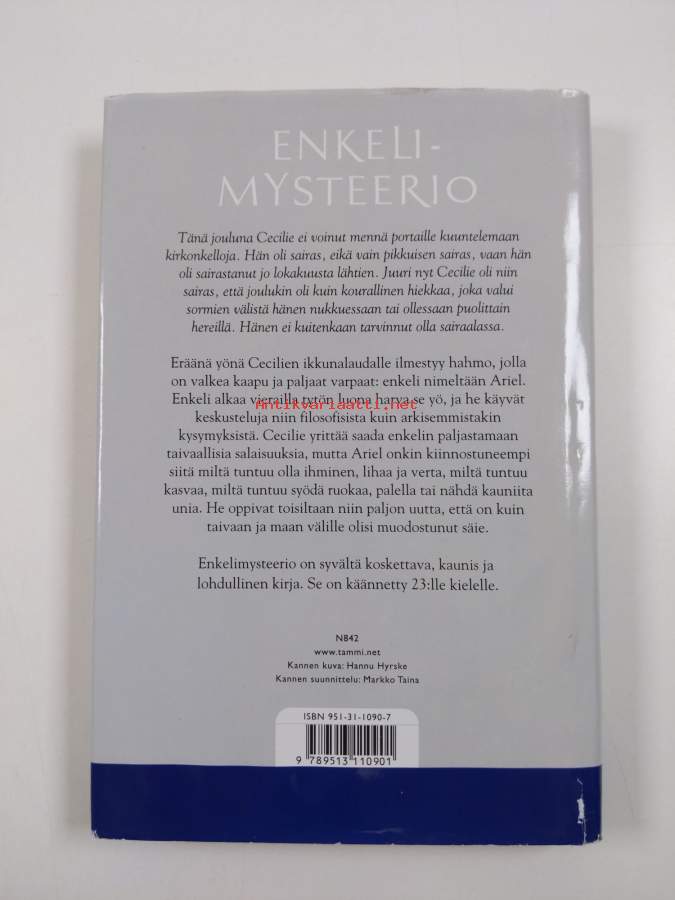 ENKELI-
MYSTEERIO
Tänä jouluna Cecilie ei voinut mennä portaille kuuntelemaan
kirkonkelloja. Hän oli sairas, eikä vain pikkuisen sairas, vaan hän
oli sairastanut jo lokakuusta lähtien. Juuri nyt Cecilie oli niin
sairas, että joulukin oli kuin kourallinen hiekkaa, joka valui
sormien välistä hänen nukkuessaan tai ollessaan puolittain
hereillä. Hänen ei kuitenkaan tarvinnut olla sairaalassa.
Eräänä yönä Cecilien ikkunalaudalle ilmestyy hahmo, jolla
on valkea kaapu ja paljaat varpaat: enkeli nimeltään Ariel.
Enkeli alkaa vierailla tytön luona harva se yö, ja he käyvät
Antikvariaatti.net
keskusteluja niin filosofisista kuin arkisemmistakin
kysymyksistä. Cecilie yrittää saada enkelin paljastamaan
taivaallisia salaisuuksia, mutta Ariel onkin kiinnostuneempi
siitä miltä tuntuu olla ihminen, lihaa ja verta, miltä tuntuu
kasvaa, miltä tuntuu syödä ruokaa, palella tai nähdä kauniita
unia. He oppivat toisiltaan niin paljon uutta, että on kuin
taivaan ja maan välille olisi muodostunut säie.
Enkelimysteerio on syvältä koskettava, kaunis ja
lohdullinen kirja. Se on käännetty 23:lle kielelle.
N842
www.tammi.net
Kannen kuva: Hannu Hyrske
Kannen suunnittelu: Markko Taina
ISBN 951-31-1090-7
9 789513 110901